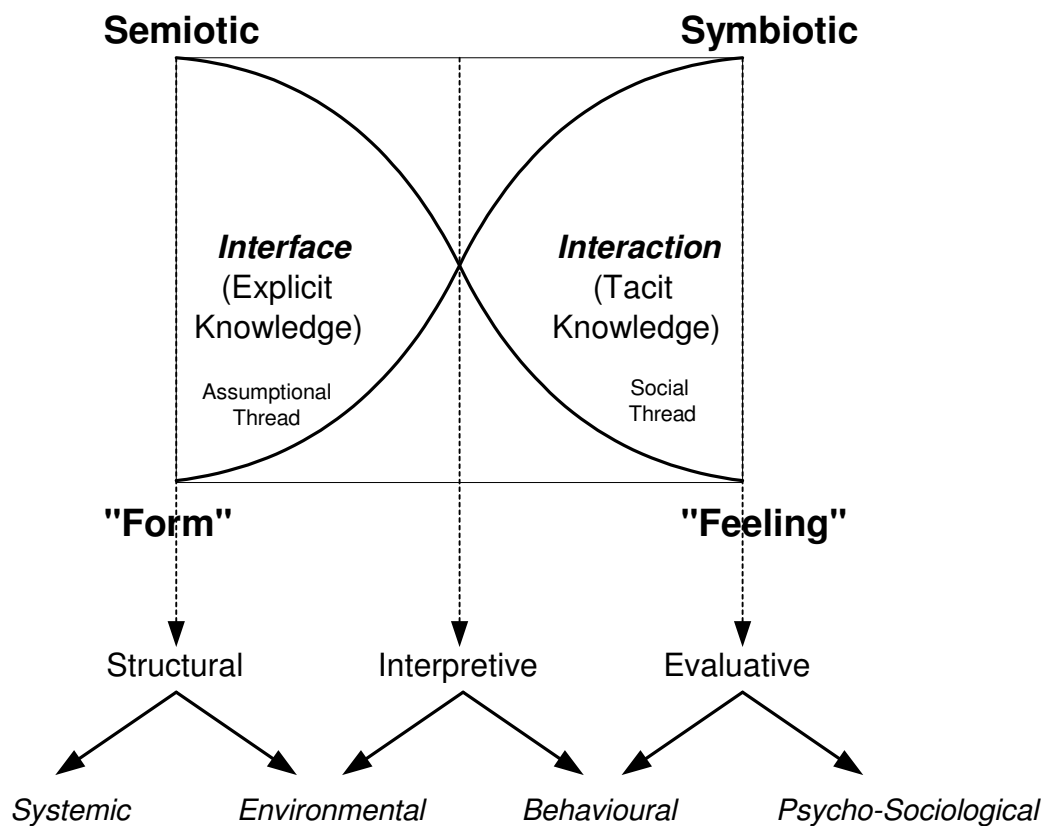 Semiotic
Symbiotic
Interface
(Explicit
Knowledge)
Interaction
(Tacit
Knowledge)
Assumptional
Thread
Social
Thread
"Form"
"Feeling"
Structural
Interpretive
Evaluative
Systemic
Environmental
Behavioural
Psycho-Sociological